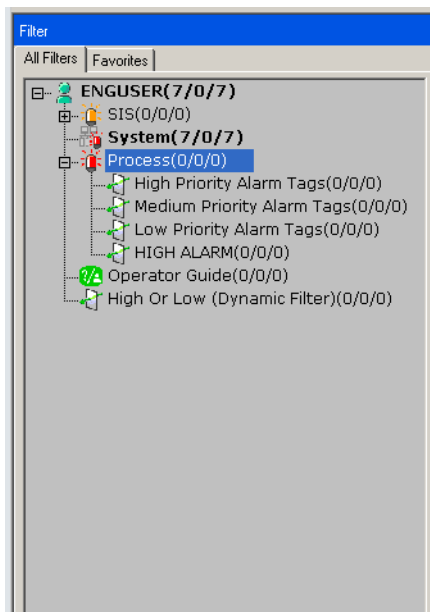 Filter
All Filters Favorites
ENGUSER(7/0/7)
SIS(0/0/0)
System(7/0/7)
Process(0/0/0)
High Priority Alarm Tags(0/0/0)
Medium Priority Alarm Tags(0/0/0)
Low Priority Alarm Tags(0/0/0)
HIGH ALARM(0/0/0)
Operator Guide(0/0/0)
High Or Low (Dynamic Filter)(0/0/0)